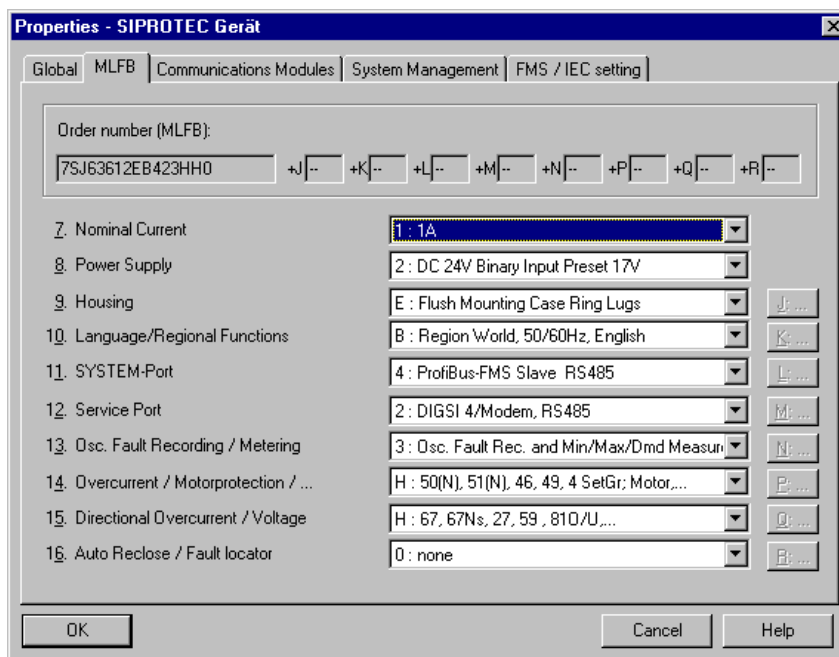 Properties - SIPROTEC Gerät
Global MLFB Communications Modules System Management FMS / IEC setting
Order number (MLFB):
7SJ63612EB423HH0 +J -- +K -- +L -- +M -- +N -- +P -- +Q -- +R --
7. Nominal Current 1 : 1A
8. Power Supply 2 : DC 24V Binary Input Preset 17V
9. Housing E : Flush Mounting Case Ring Lugs J: ...
10. Language/Regional Functions B : Region World, 50/60Hz, English K: ...
11. SYSTEM-Port 4 : ProfiBus-FMS Slave RS485 L: ...
12. Service Port 2 : DIGSI 4/Modem, RS485 M: ...
13. Osc. Fault Recording / Metering 3 : Osc. Fault Rec. and Min/Max/Dmd Measur N: ...
14. Overcurrent / Motorprotection / ... H : 50(N), 51(N), 46, 49, 4 SetGr; Motor,... P: ...
15. Directional Overcurrent / Voltage H : 67, 67Ns, 27, 59 , 81O/U,... Q: ...
16. Auto Reclose / Fault locator 0 : none R: ...
OK Cancel Help